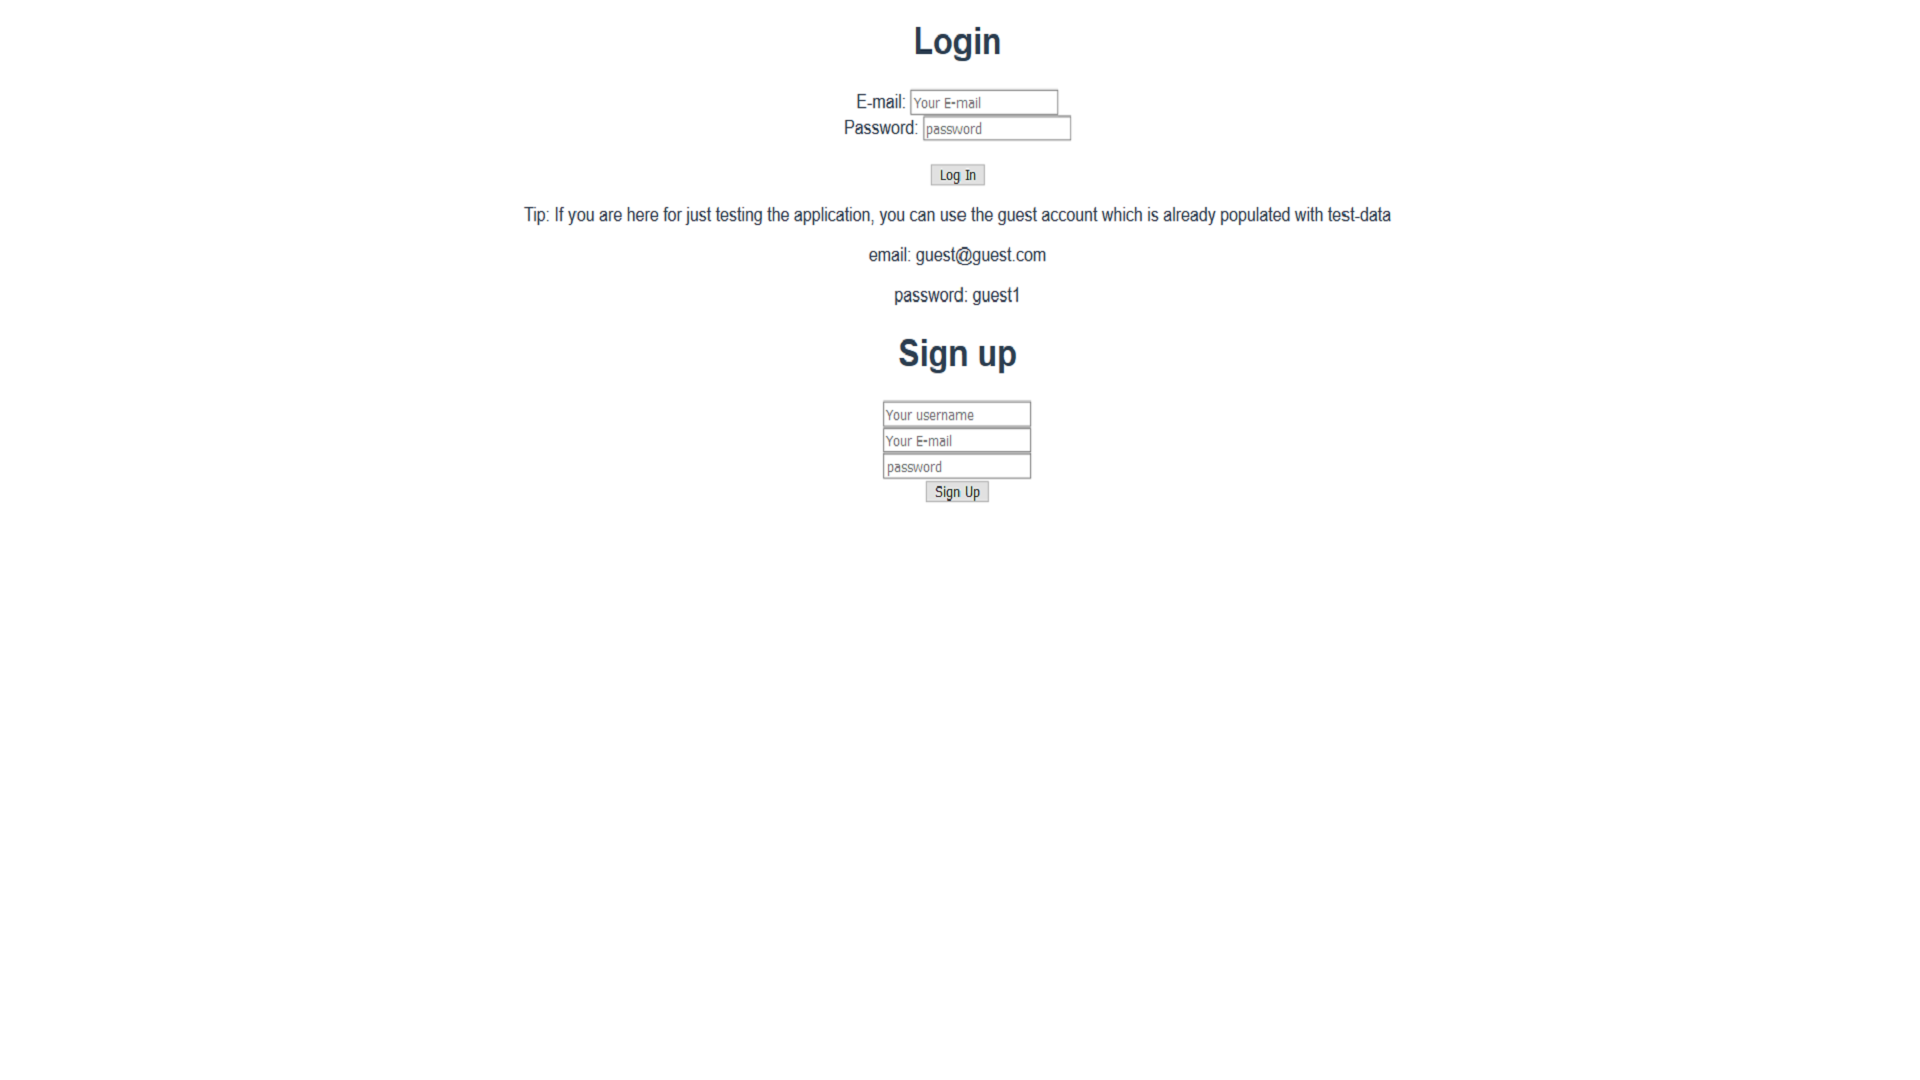 Login
E-mail: Your E-mail
Password: password
Log In
Tip: If you are here for just testing the application, you can use the guest account which is already populated with test-data
email: guest@guest.com
password: guest1
Sign up
Your username
Your E-mail
password
Sign Up